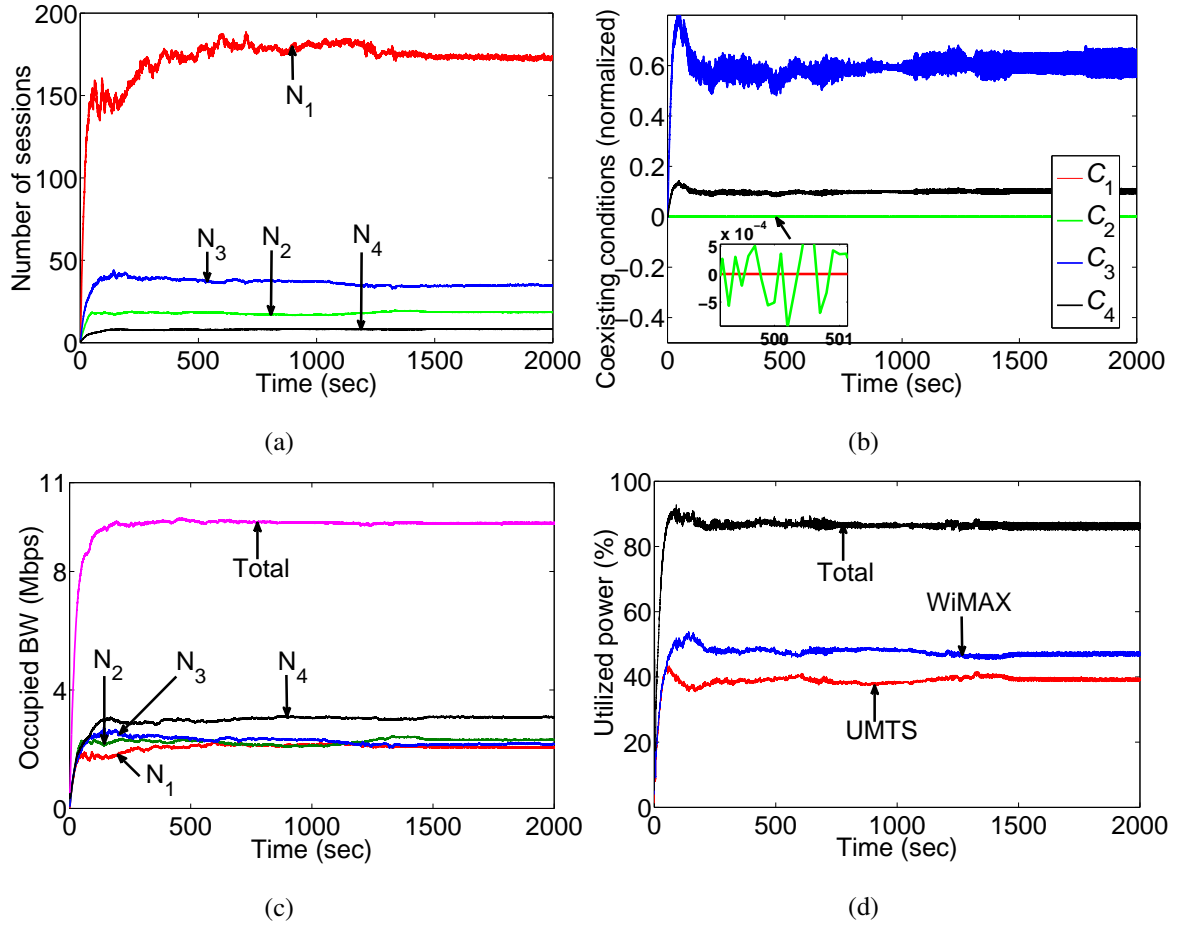 200
150
100
50
0
Number of sessions
N1
N3 N2 N4
0 500 1000 1500 2000
Time (sec)
(a)
0.6
0.4
0.2
0
−0.2
−0.4
Coexisting conditions (normalized)
x 10−4
5
0
−5
500 501
C1
C2
C3
C4
0 500 1000 1500 2000
Time (sec)
(b)
11
9
4
2
0
Occupied BW (Mbps)
Total
N2 N3 N4
N1
0 500 1000 1500 2000
Time (sec)
(c)
100
80
60
40
20
0
Utilized power (%)
Total
WiMAX
UMTS
0 500 1000 1500 2000
Time (sec)
(d)